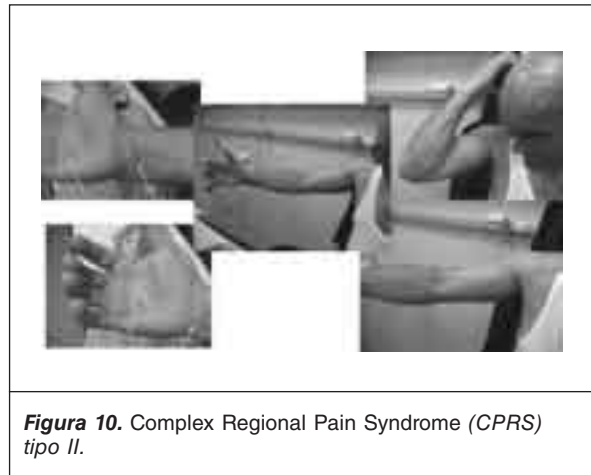 Figura 10. Complex Regional Pain Syndrome (CPRS)
tipo II.